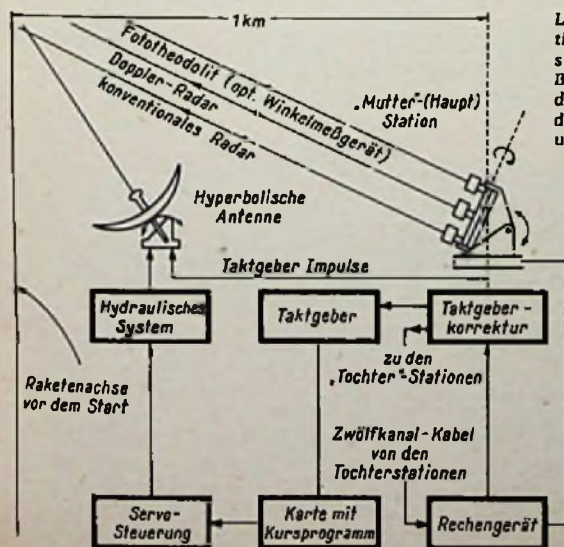 1 km
Fototheodolit (opt. Winkelmeßgerät)
Doppler-Radar
konventionales Radar
„Mutter"-(Haupt)
Station
Hyperbolische
Antenne
Taktgeber Impulse
Hydraulisches
System
Taktgeber
Taktgeber-
korrektur
zu den
„Tochter"-Stationen
Raketenachse
vor dem Start
Zwölfkanal-Kabel
von den
Tochterstationen
Servo-
Steuerung
Karte mit
Kursprogramm
Rechengerät